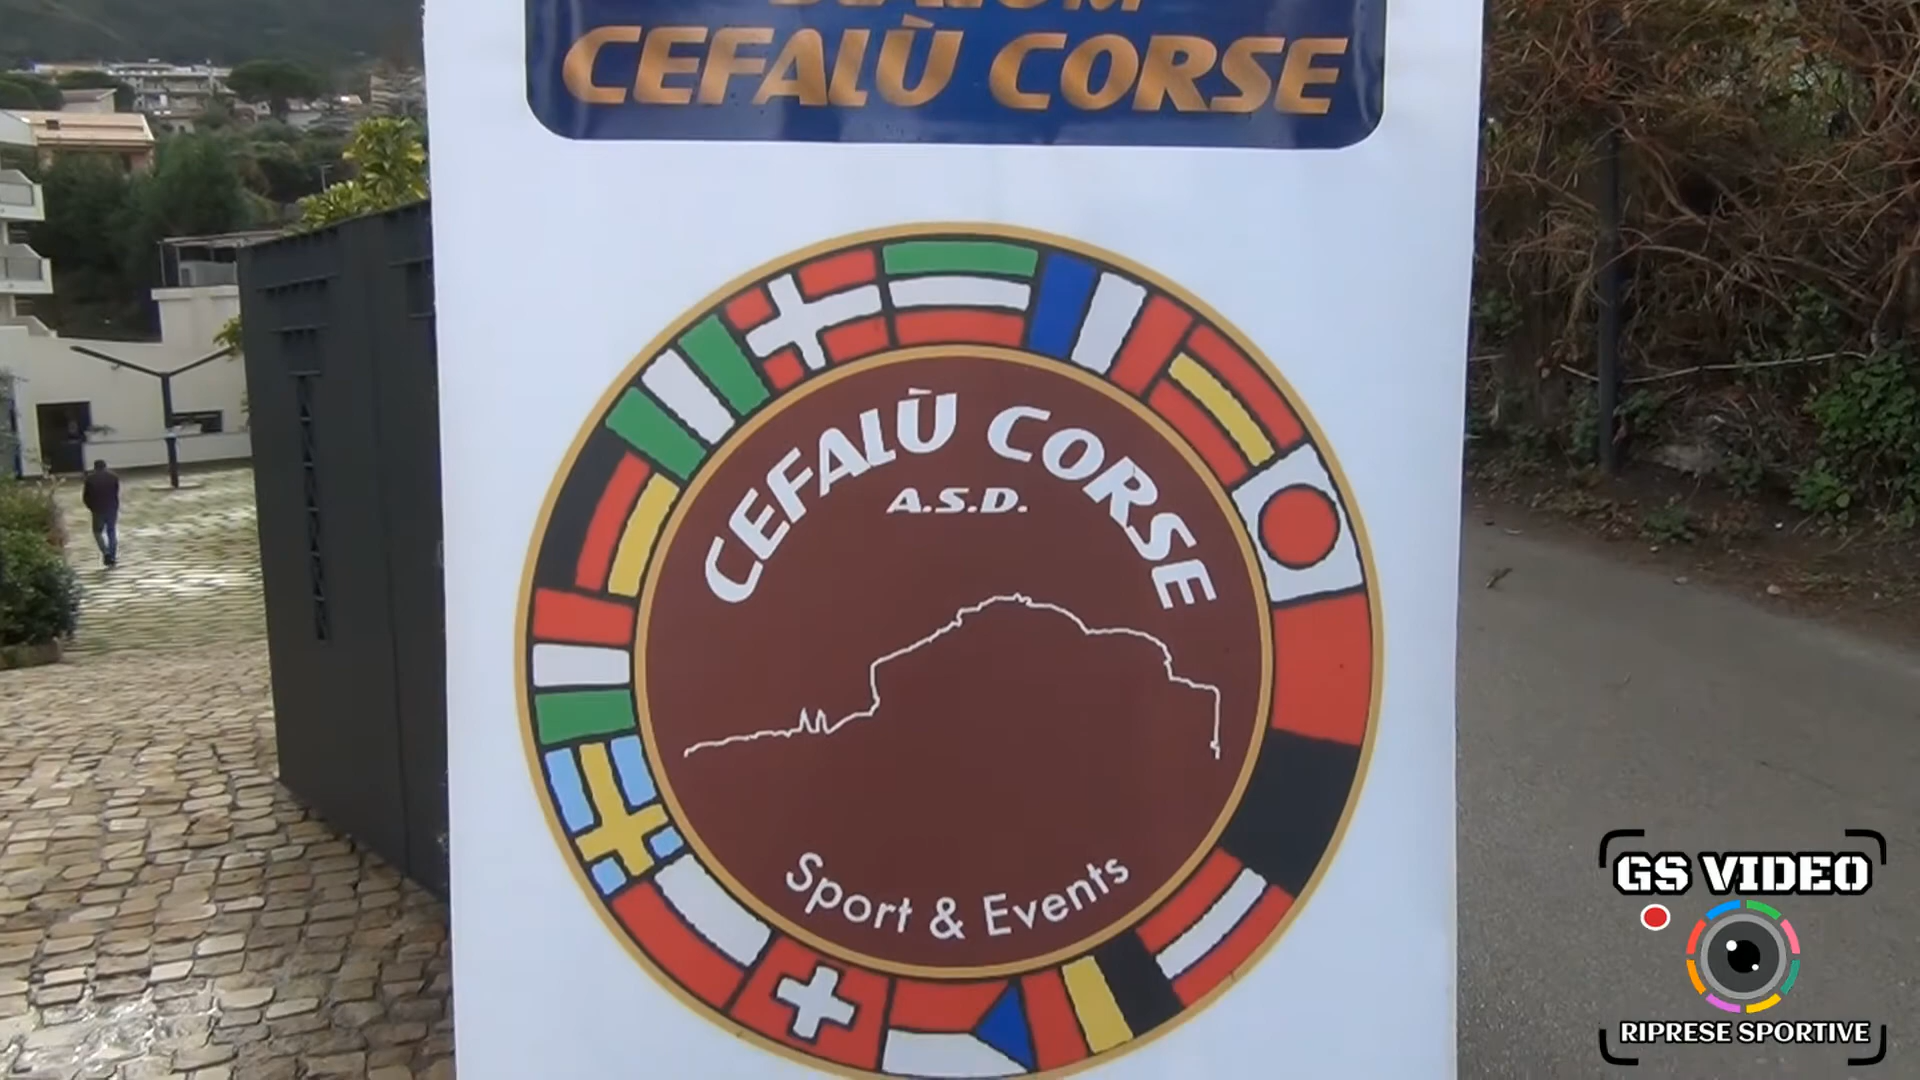 CEFALÙ CORSE
CEFALÙ CORSE
A.S.D.
Sport & Events
GS VIDEO
RIPRESE SPORTIVE